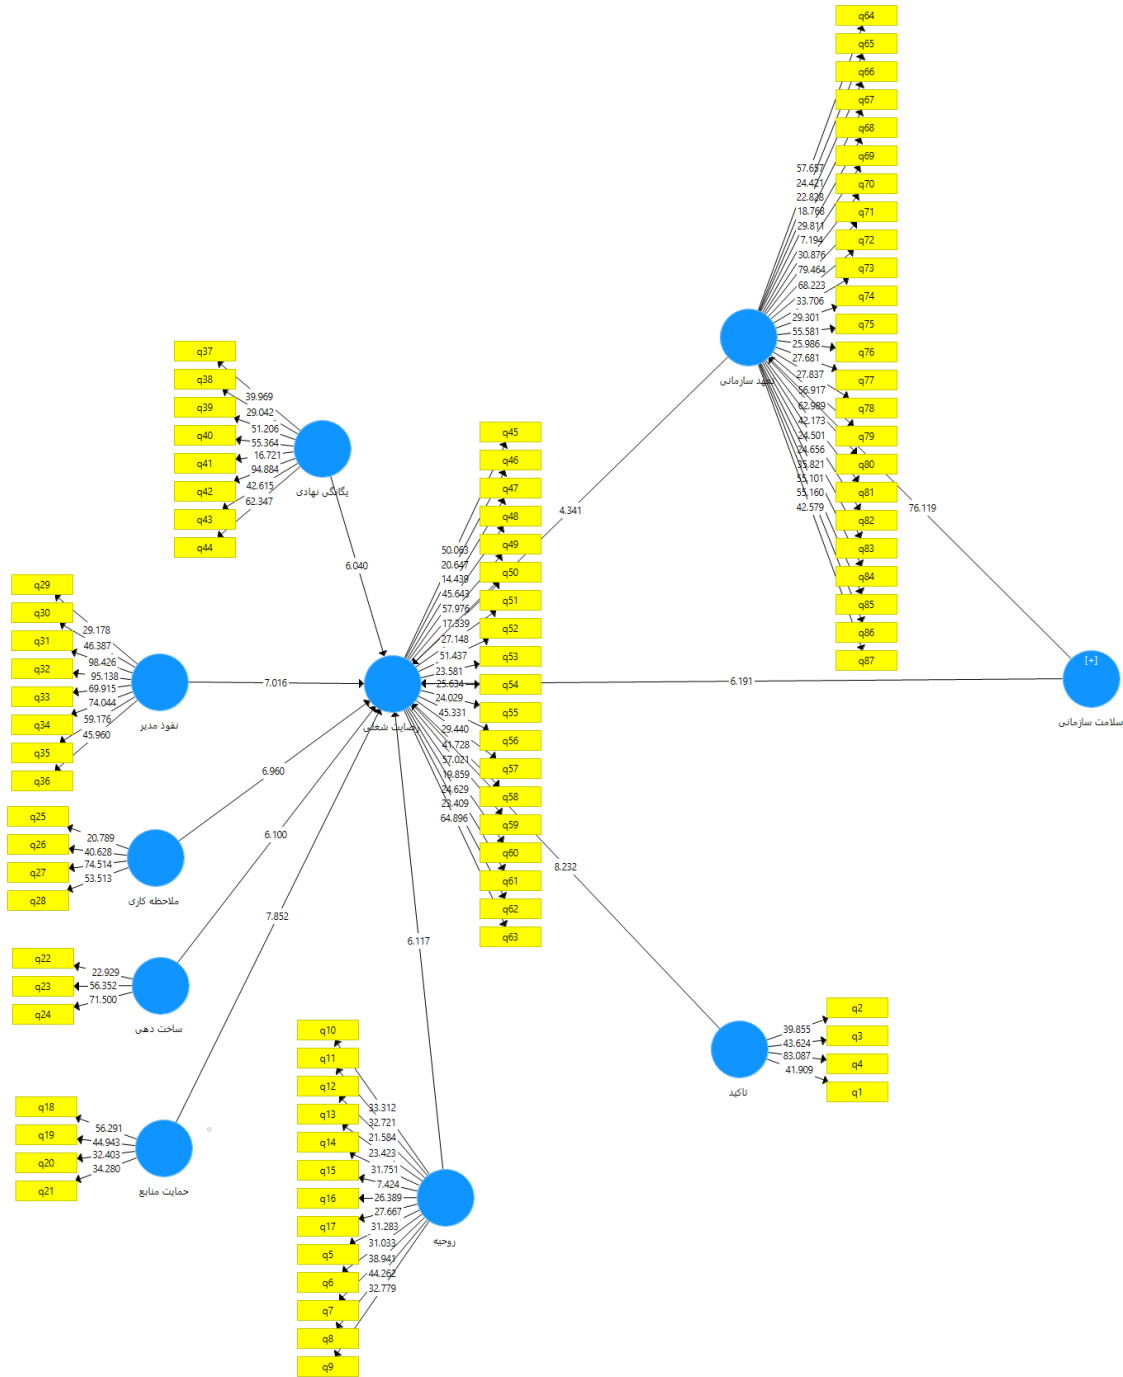 q64
q65
q66
q67
q68
q69
q70
q71
q72
q73
q74
q75
q76
q77
q78
q79
q80
q81
q82
q83
q84
q85
q86
q87
57.657
24.421
22.828
18.768
29.811
7.194
30.876
79.464
68.223
33.706
29.301
55.581
25.986
27.681
27.837
56.917
62.989
42.173
24.501
24.656
35.821
55.101
55.160
42.579
تعهد سازمانی
q37
q38
q39
q40
q41
q42
q43
q44
39.969
29.042
51.206
55.364
16.721
94.884
42.615
62.347
یگانگی نهادی
q45
q46
q47
q48
q49
q50
q51
q52
q53
q54
q55
q56
q57
q58
q59
q60
q61
q62
q63
50.063
20.647
14.439
45.643
57.976
17.339
27.148
51.437
23.581
25.634
24.029
45.331
29.440
41.728
57.021
19.859
24.629
23.409
64.896
رضایت شغلی
4.341
76.119
6.040
q29
q30
q31
q32
q33
q34
q35
q36
29.178
46.387
98.426
95.138
69.915
74.044
59.176
45.960
نفوذ مدیر
7.016
6.191
[+]
سلامت سازمانی
6.960
q25
q26
q27
q28
20.789
40.628
74.514
53.513
ملاحظه کاری
6.100
8.232
7.852
6.117
q22
q23
q24
22.929
56.352
71.500
ساخت دهی
q2
q3
q4
q1
39.855
43.624
83.087
41.909
تاکید
q18
q19
q20
q21
56.291
44.943
32.403
34.280
حمایت منابع
q10
q11
q12
q13
q14
q15
q16
q17
q5
q6
q7
q8
q9
33.312
32.721
21.584
23.423
31.751
7.424
26.389
27.667
31.283
31.033
38.941
44.262
32.779
روحیه